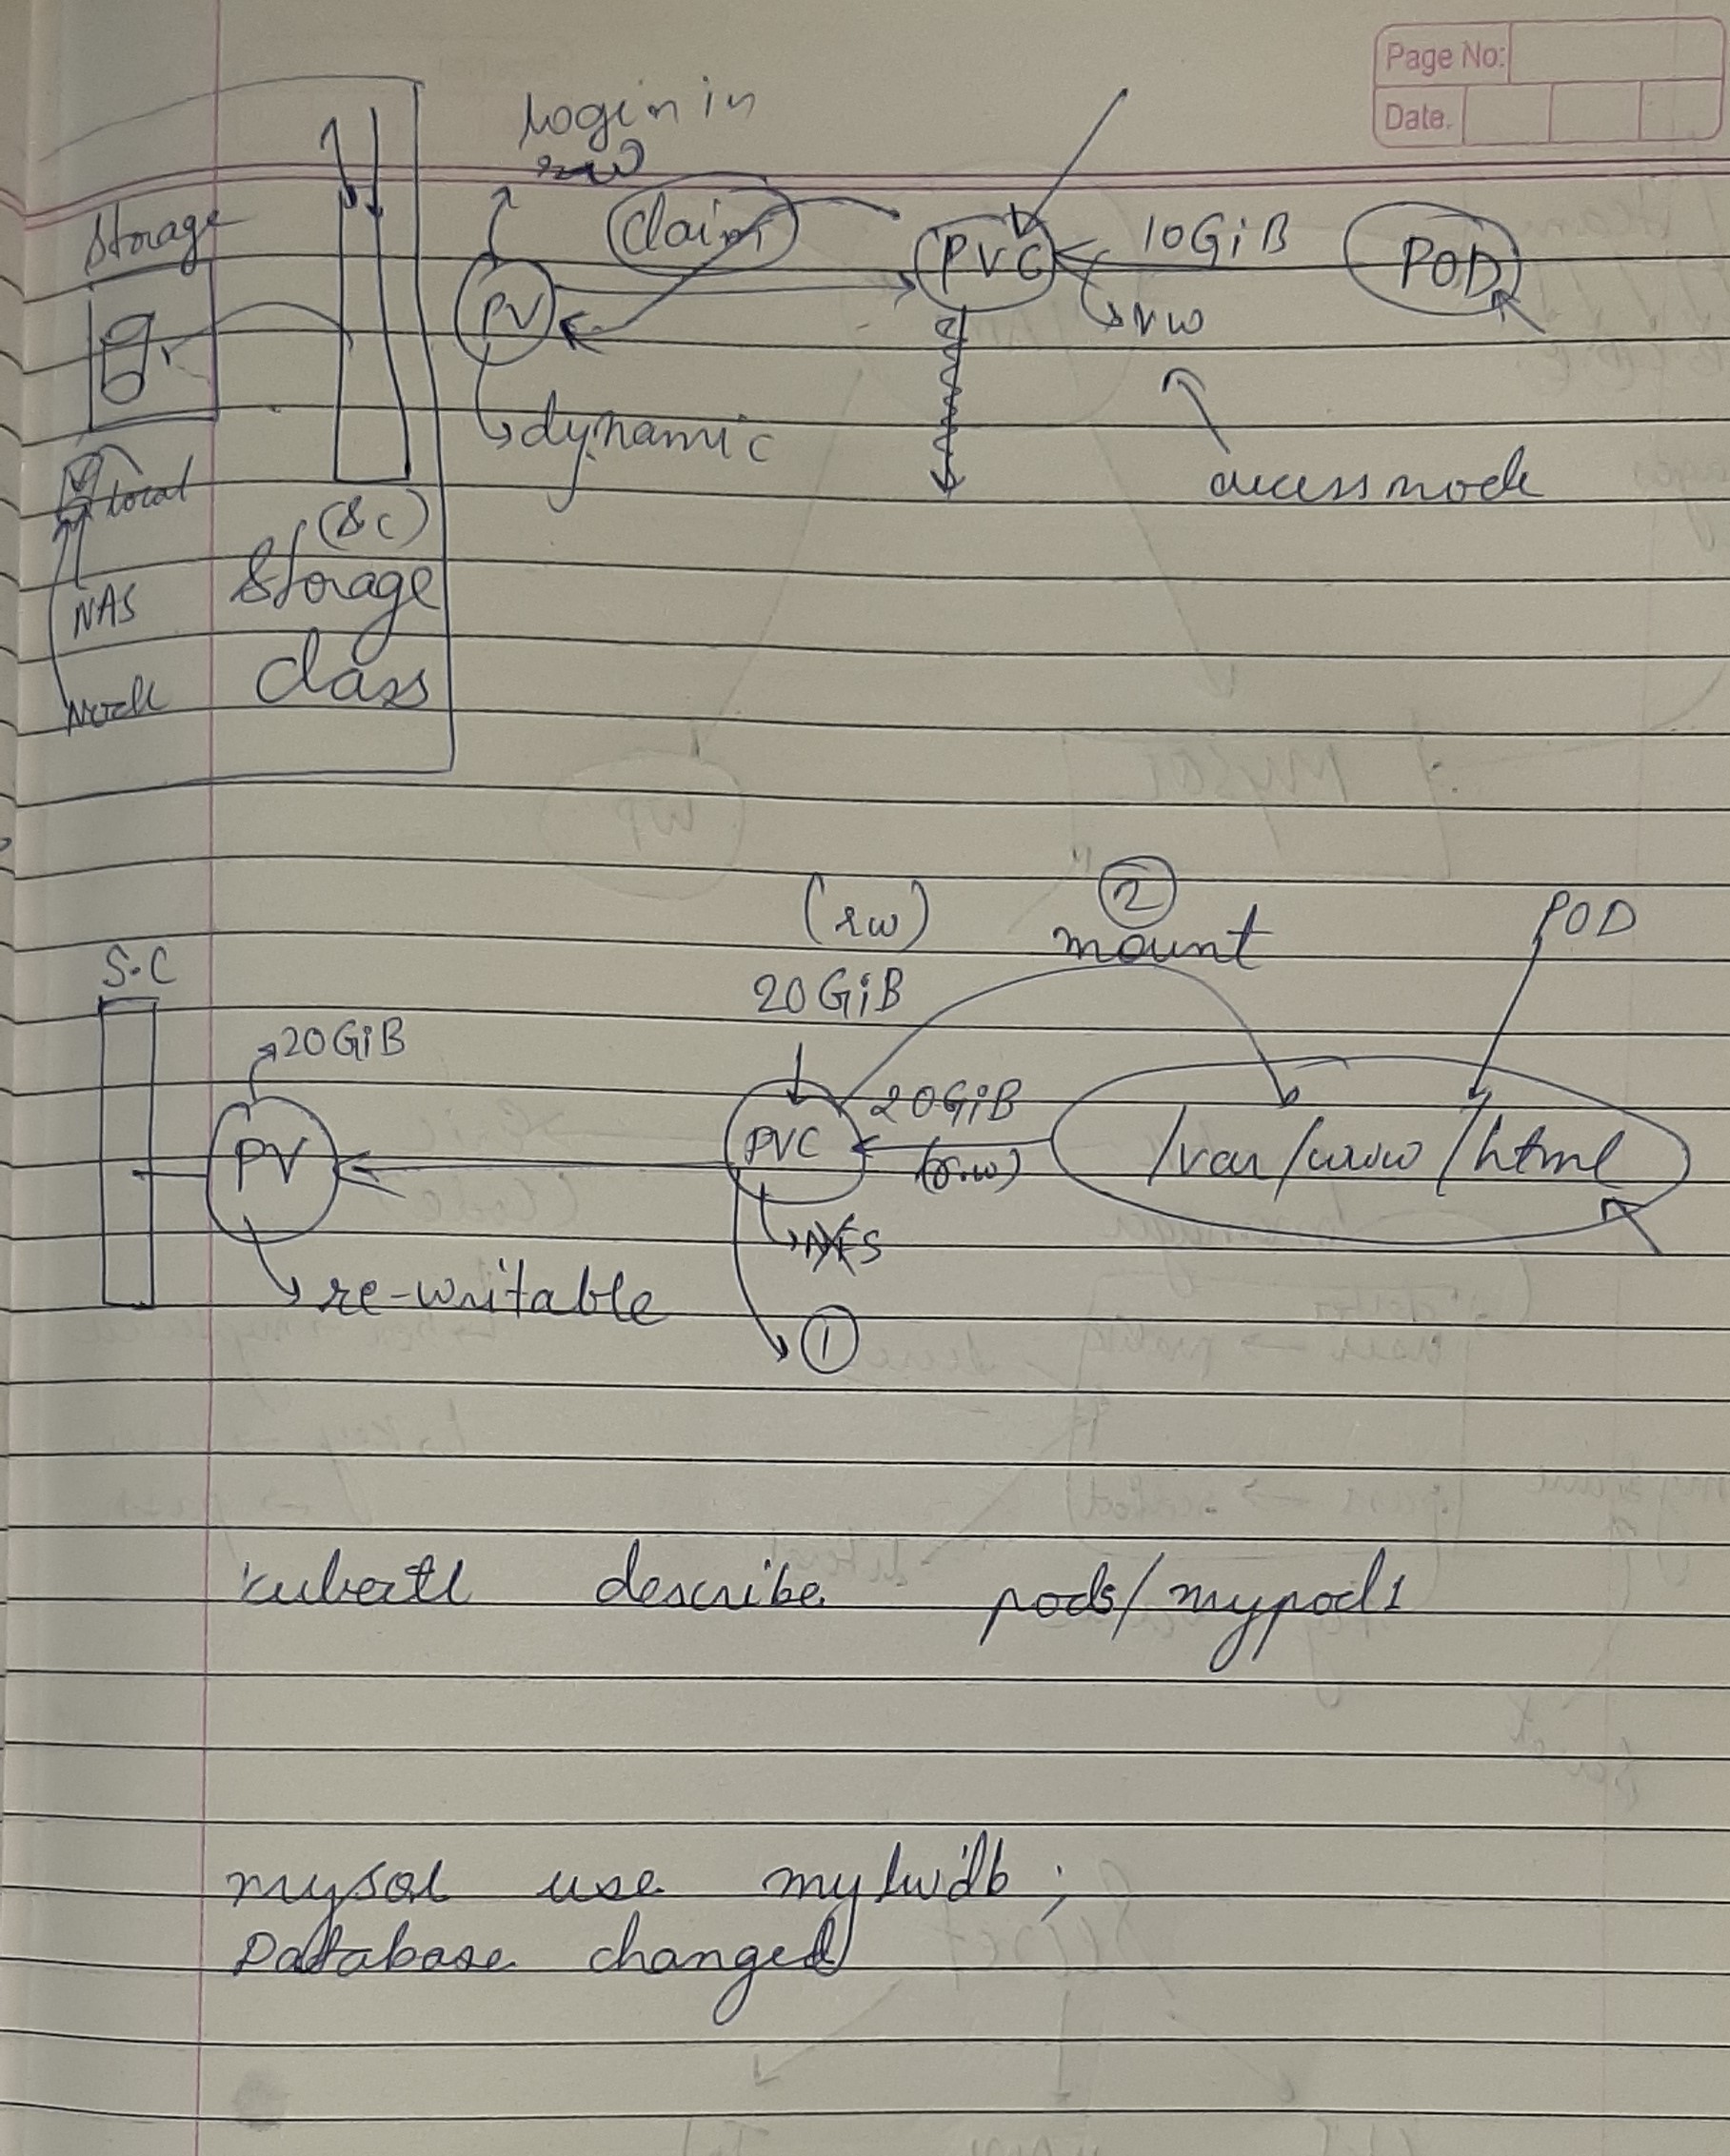 Page No:
Date.
login in
rw
Storage
Claim
PV
PVC
10GiB
POD
rw
dynamic
access mode
local
(Sc)
NAS
Storage
class
Node
(rw)
2
mount
POD
S.C
20GiB
20GiB
PV
PVC
20GiB
(r.w)
/var/www/html
NFS
re-writable
1
kubectl describe pods/mypod1
mysql use mylwdb;
Database changed